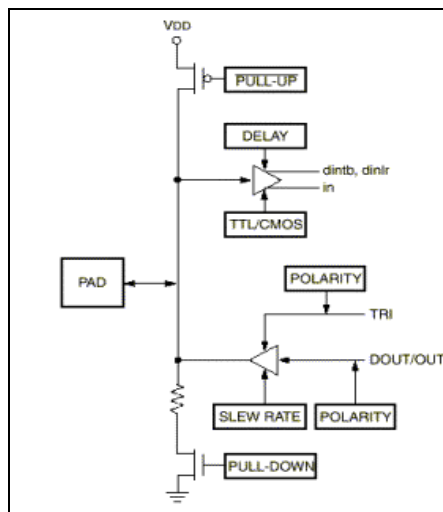 VDD
PULL-UP
DELAY
dintb, dinlr
in
TTL/CMOS
POLARITY
PAD
TRI
DOUT/OUT
SLEW RATE
POLARITY
PULL-DOWN